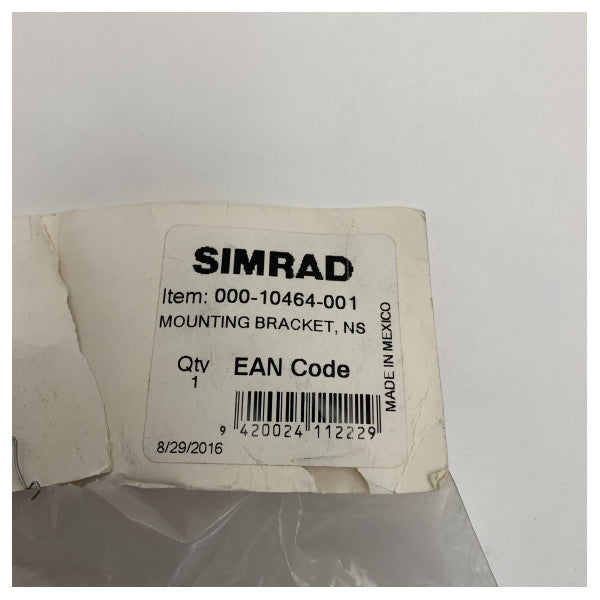 SIMRAD
Item: 000-10464-001
MOUNTING BRACKET, NS
Qty EAN Code
1
9 420024 112229
8/29/2016
MADE IN MEXICO